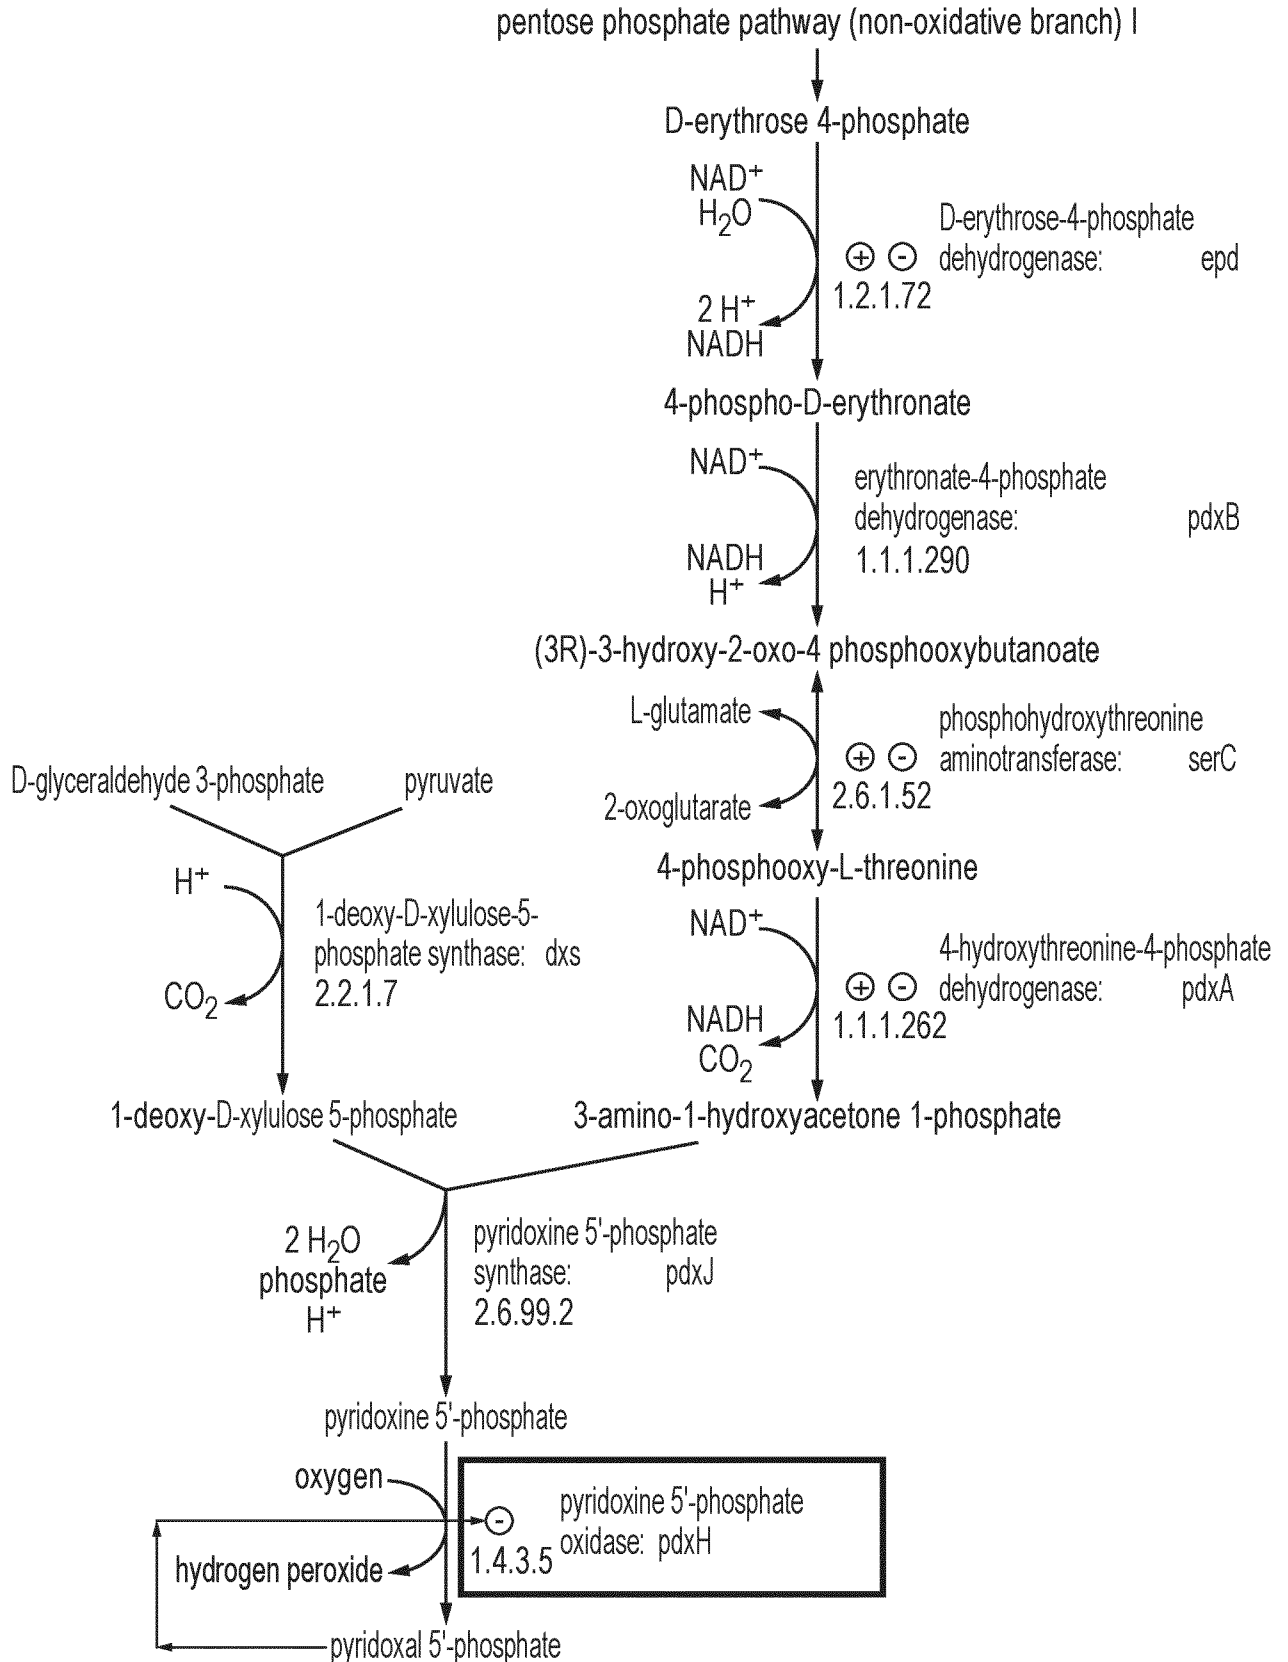 pentose phosphate pathway (non-oxidative branch) I
D-erythrose 4-phosphate
NAD+
H2O
D-erythrose-4-phosphate
+ - dehydrogenase: epd
1.2.1.72
2 H+
NADH
4-phospho-D-erythronate
NAD+
erythronate-4-phosphate
dehydrogenase: pdxB
1.1.1.290
NADH
H+
(3R)-3-hydroxy-2-oxo-4 phosphooxybutanoate
L-glutamate
phosphohydroxythreonine
+ - aminotransferase: serC
2.6.1.52
2-oxoglutarate
D-glyceraldehyde 3-phosphate pyruvate
4-phosphooxy-L-threonine
H+
1-deoxy-D-xylulose-5-
phosphate synthase: dxs
2.2.1.7
CO2
NAD+
4-hydroxythreonine-4-phosphate
+ - dehydrogenase: pdxA
1.1.1.262
NADH
CO2
1-deoxy-D-xylulose 5-phosphate
3-amino-1-hydroxyacetone 1-phosphate
2 H2O
phosphate
H+
pyridoxine 5'-phosphate
synthase: pdxJ
2.6.99.2
pyridoxine 5'-phosphate
oxygen
pyridoxine 5'-phosphate
- oxidase: pdxH
1.4.3.5
hydrogen peroxide
pyridoxal 5'-phosphate